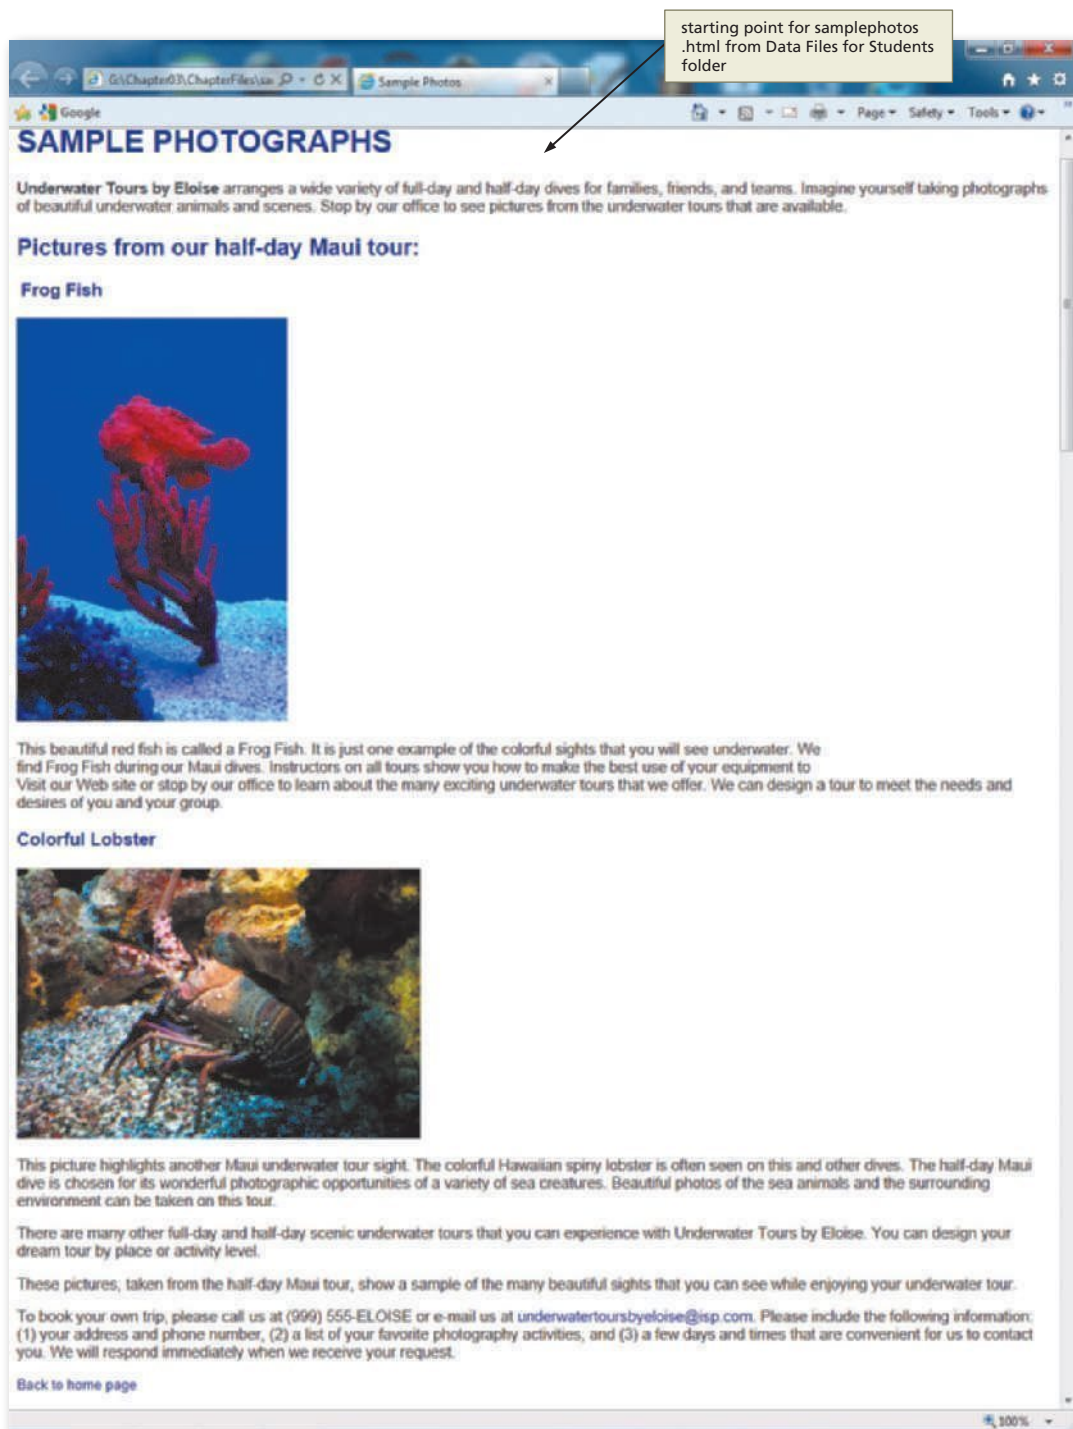 starting point for samplephotos
.html from Data Files for Students
folder
G:\Chapter03\ChapterFiles\sa
Sample Photos
Google
Page
Safety
Tools
SAMPLE PHOTOGRAPHS
Underwater Tours by Eloise arranges a wide variety of full-day and half-day dives for families, friends, and teams. Imagine yourself taking photographs
of beautiful underwater animals and scenes. Stop by our office to see pictures from the underwater tours that are available.
Pictures from our half-day Maui tour:
Frog Fish
This beautiful red fish is called a Frog Fish. It is just one example of the colorful sights that you will see underwater. We
find Frog Fish during our Maui dives. Instructors on all tours show you how to make the best use of your equipment to
Visit our Web site or stop by our office to learn about the many exciting underwater tours that we offer. We can design a tour to meet the needs and
desires of you and your group.
Colorful Lobster
This picture highlights another Maui underwater tour sight. The colorful Hawaiian spiny lobster is often seen on this and other dives. The half-day Maui
dive is chosen for its wonderful photographic opportunities of a variety of sea creatures. Beautiful photos of the sea animals and the surrounding
environment can be taken on this tour.
There are many other full-day and half-day scenic underwater tours that you can experience with Underwater Tours by Eloise. You can design your
dream tour by place or activity level.
These pictures, taken from the half-day Maui tour, show a sample of the many beautiful sights that you can see while enjoying your underwater tour.
To book your own trip, please call us at (999) 555-ELOISE or e-mail us at underwatertoursbyeloise@isp.com. Please include the following information:
(1) your address and phone number, (2) a list of your favorite photography activities, and (3) a few days and times that are convenient for us to contact
you. We will respond immediately when we receive your request.
Back to home page
100%